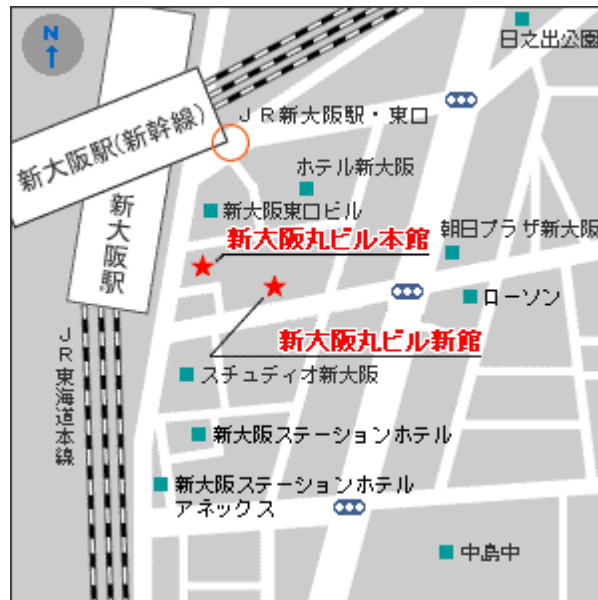 N
日之出公園
JR新大阪駅・東口
新大阪駅(新幹線)
ホテル新大阪
新大阪駅
新大阪東口ビル
朝日プラザ新大阪
新大阪丸ビル本館
ローソン
新大阪丸ビル新館
JR東海道本線
スチュディオ新大阪
新大阪ステーションホテル
新大阪ステーションホテル
アネックス
中島中